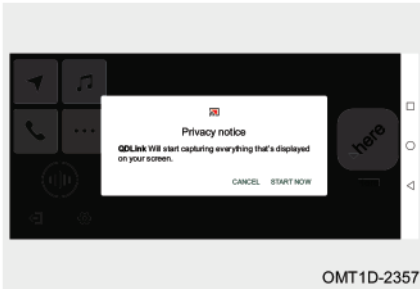 Privacy notice
QDLink Will start capturing everything that's displayed
on your screen.
CANCEL START NOW
here
OMT1D-2357